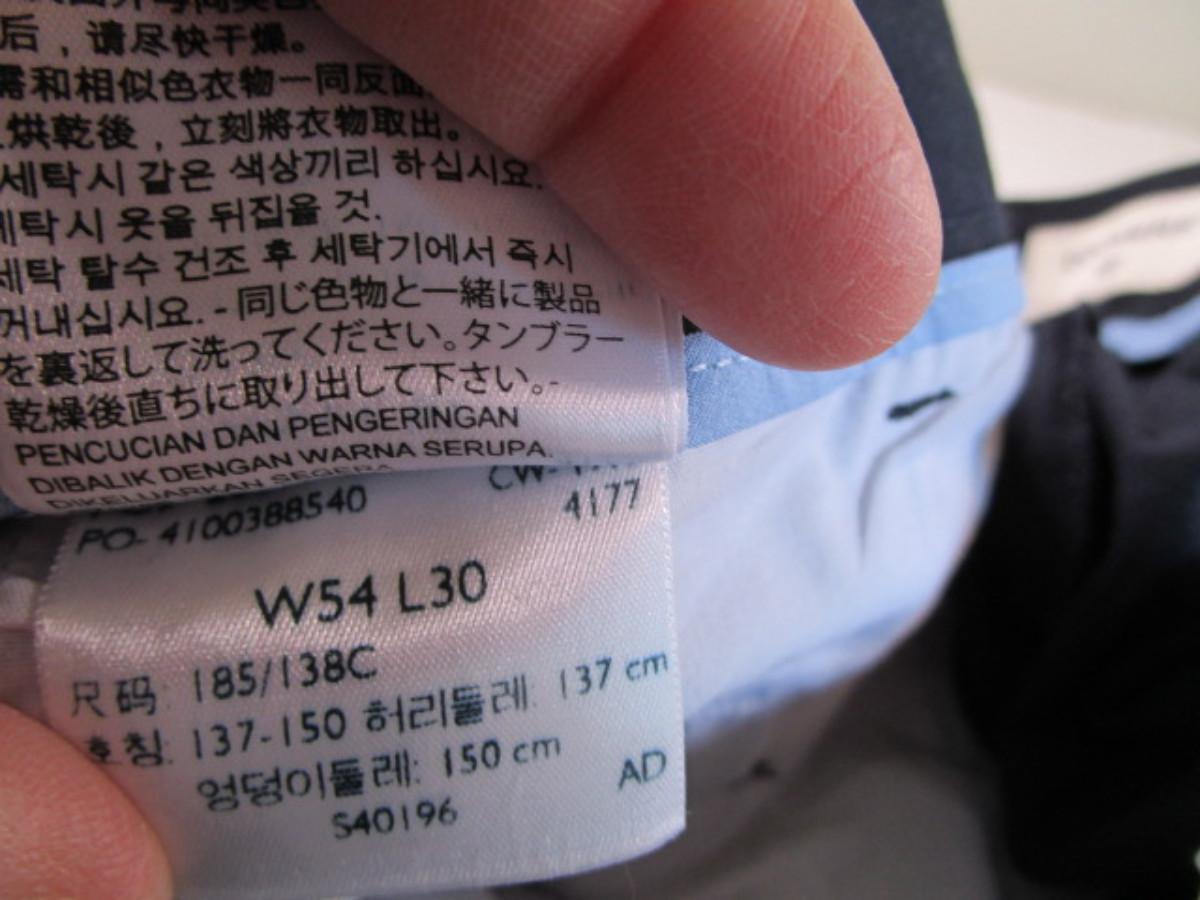 后，请尽快干燥。
和相似色衣物一同反面
烘乾後，立刻將衣物取出。
세탁시 같은 색상끼리 하십시요.
세탁시 옷을 뒤집을 것.
세탁 탈수 건조 후 세탁기에서 즉시
꺼내십시요. - 同じ色物と一緒に製品
を裏返して洗ってください。タンブラー
乾燥後直ちに取り出して下さい。-
PENCUCIAN DAN PENGERINGAN
DIBALIK DENGAN WARNA SERUPA.
DIKELUARKAN SEGERA
CW-
PO- 4100388540 4177
W54 L30
尺码: 185/138C
호칭: 137-150 허리둘레: 137 cm
엉덩이둘레: 150 cm AD
S40196